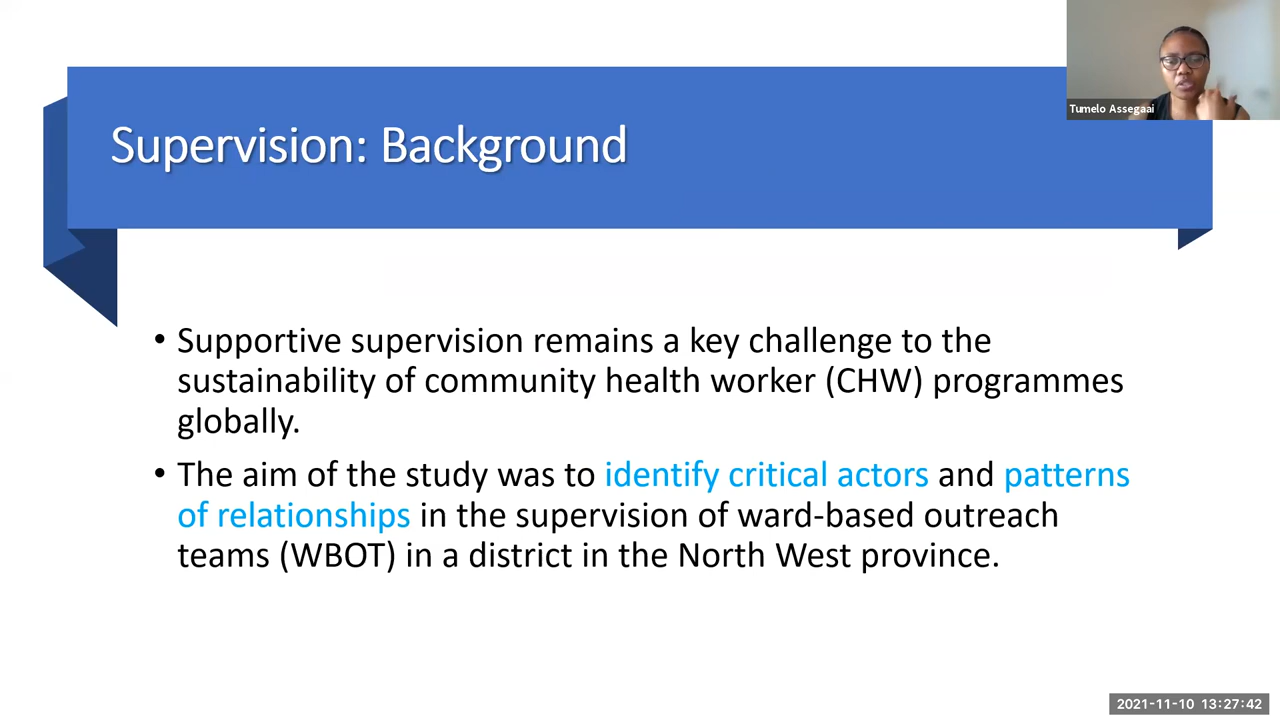 Tumelo Assegaai
Supervision: Background
• Supportive supervision remains a key challenge to the
sustainability of community health worker (CHW) programmes
globally.
• The aim of the study was to identify critical actors and patterns
of relationships in the supervision of ward-based outreach
teams (WBOT) in a district in the North West province.
2021-11-10 13:27:42